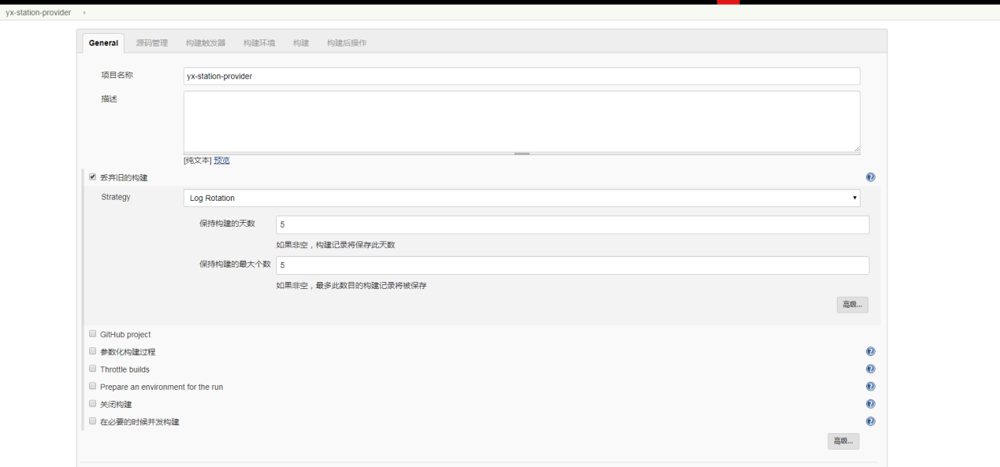 yx-station-provider
General 源码管理 构建触发器 构建环境 构建 构建后操作
项目名称 yx-station-provider
描述
[纯文本] 预览
丢弃旧的构建
Strategy Log Rotation
保持构建的天数 5
如果非空，构建记录将保存此天数
保持构建的最大个数 5
如果非空，最多此数目的构建记录将被保存
高级...
GitHub project
参数化构建过程
Throttle builds
Prepare an environment for the run
关闭构建
在必要的时候并发构建
高级...